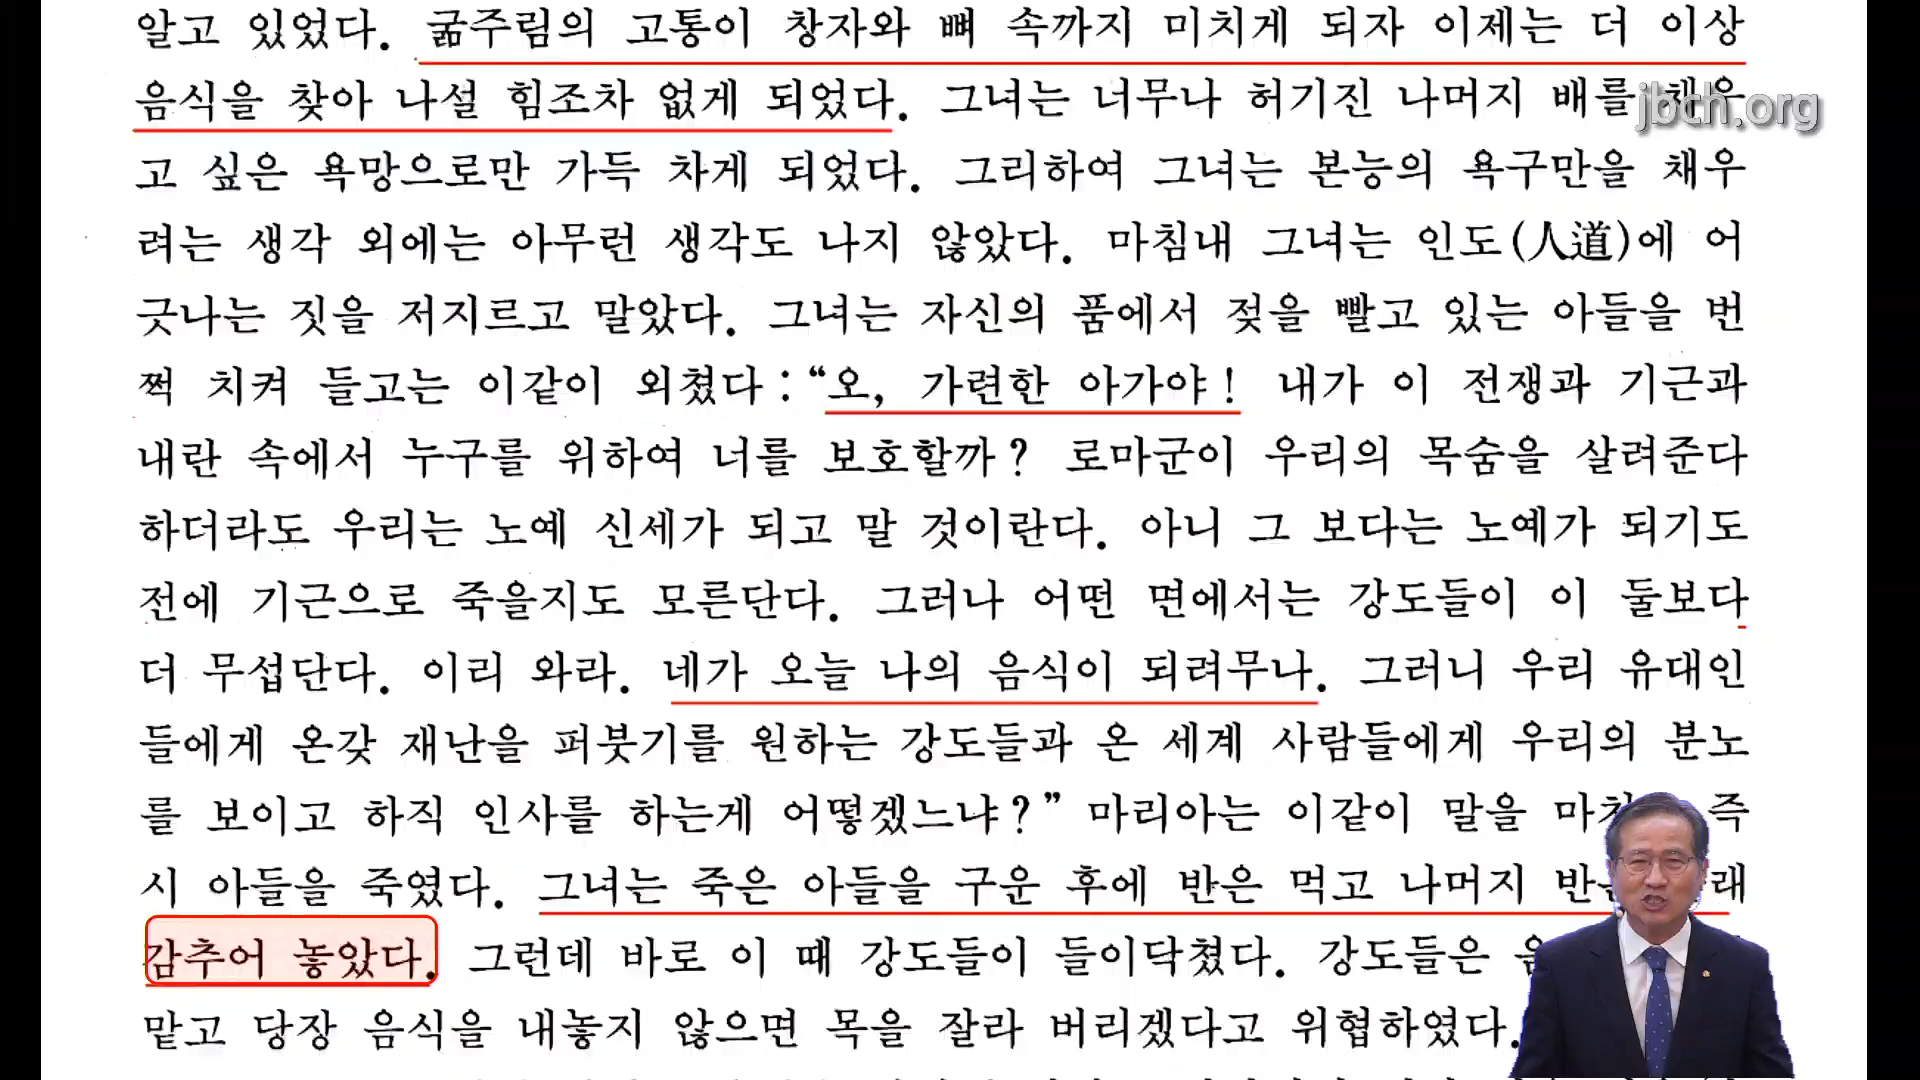 알고 있었다. 굶주림의 고통이 창자와 뼈 속까지 미치게 되자 이제는 더 이상
음식을 찾아 나설 힘조차 없게 되었다. 그녀는 너무나 허기진 나머지 배를 채우
jbch.org
고 싶은 욕망으로만 가득 차게 되었다. 그리하여 그녀는 본능의 욕구만을 채우
려는 생각 외에는 아무런 생각도 나지 않았다. 마침내 그녀는 인도(人道)에 어
긋나는 짓을 저지르고 말았다. 그녀는 자신의 품에서 젖을 빨고 있는 아들을 번
쩍 치켜 들고는 이같이 외쳤다:“오, 가련한 아가야! 내가 이 전쟁과 기근과
내란 속에서 누구를 위하여 너를 보호할까? 로마군이 우리의 목숨을 살려준다
하더라도 우리는 노예 신세가 되고 말 것이란다. 아니 그 보다는 노예가 되기도
전에 기근으로 죽을지도 모른단다. 그러나 어떤 면에서는 강도들이 이 둘보다
더 무섭단다. 이리 와라. 네가 오늘 나의 음식이 되려무나. 그러니 우리 유대인
들에게 온갖 재난을 퍼붓기를 원하는 강도들과 온 세계 사람들에게 우리의 분노
를 보이고 하직 인사를 하는게 어떻겠느냐?” 마리아는 이같이 말을 즉
시 아들을 죽였다. 그녀는 죽은 아들을 구운 후에 반은 먹고 나머지 래
감추어 놓았다. 그런데 바로 이 때 강도들이 들이닥쳤다. 강도들은
맡고 당장 음식을 내놓지 않으면 목을 잘라 버리겠다고 위협하였다.